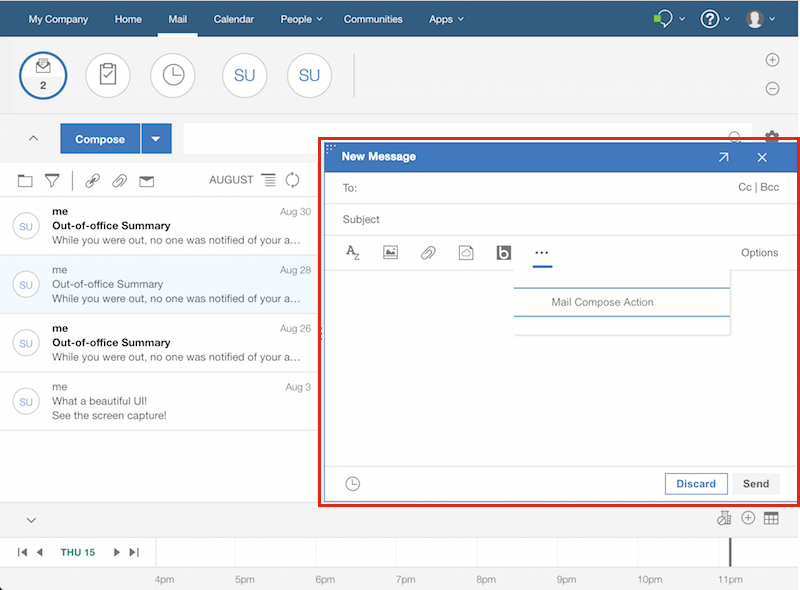 My Company Home Mail Calendar People Communities Apps
2 SU SU
Compose
AUGUST
SU me Aug 30
Out-of-office Summary
While you were out, no one was notified of your a...
SU me Aug 28
Out-of-office Summary
While you were out, no one was notified of your a...
SU me Aug 26
Out-of-office Summary
While you were out, no one was notified of your a...
SU me Aug 3
What a beautiful UI!
See the screen capture!
New Message
To: Cc | Bcc
Subject
Options
Mail Compose Action
Discard Send
THU 15
4pm 5pm 6pm 7pm 8pm 9pm 10pm 11pm